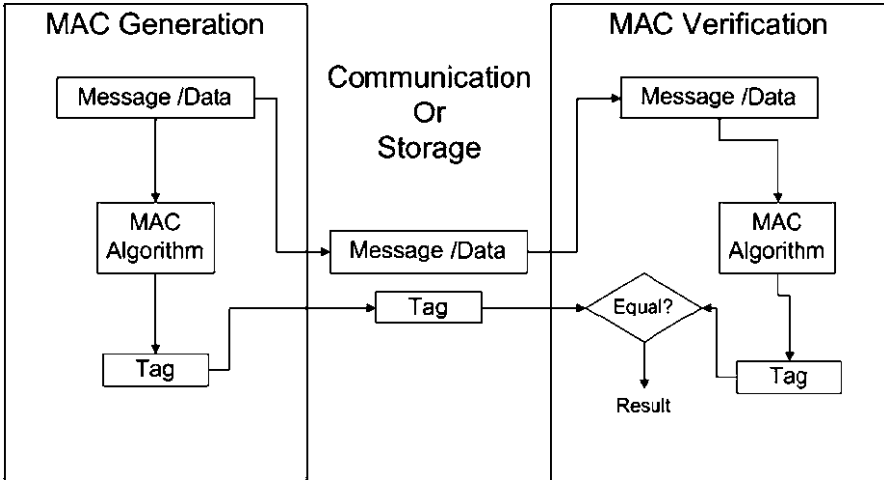 MAC Generation
Message /Data
MAC
Algorithm
Tag
Communication
Or
Storage
Message /Data
Tag
MAC Verification
Message /Data
MAC
Algorithm
Equal?
Tag
Result